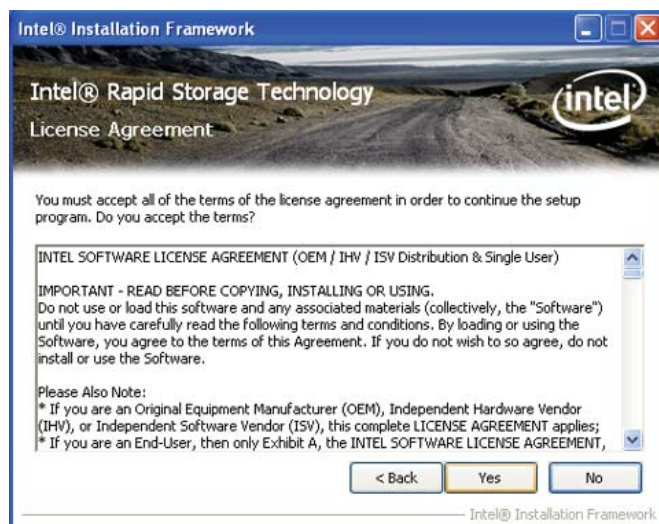 Intel® Installation Framework
Intel® Rapid Storage Technology
intel
License Agreement
You must accept all of the terms of the license agreement in order to continue the setup
program. Do you accept the terms?
INTEL SOFTWARE LICENSE AGREEMENT (OEM / IHV / ISV Distribution & Single User)
IMPORTANT - READ BEFORE COPYING, INSTALLING OR USING.
Do not use or load this software and any associated materials (collectively, the "Software")
until you have carefully read the following terms and conditions. By loading or using the
Software, you agree to the terms of this Agreement. If you do not wish to so agree, do not
install or use the Software.
Please Also Note:
* If you are an Original Equipment Manufacturer (OEM), Independent Hardware Vendor
(IHV), or Independent Software Vendor (ISV), this complete LICENSE AGREEMENT applies;
* If you are an End-User, then only Exhibit A, the INTEL SOFTWARE LICENSE AGREEMENT,
< Back Yes No
Intel® Installation Framework